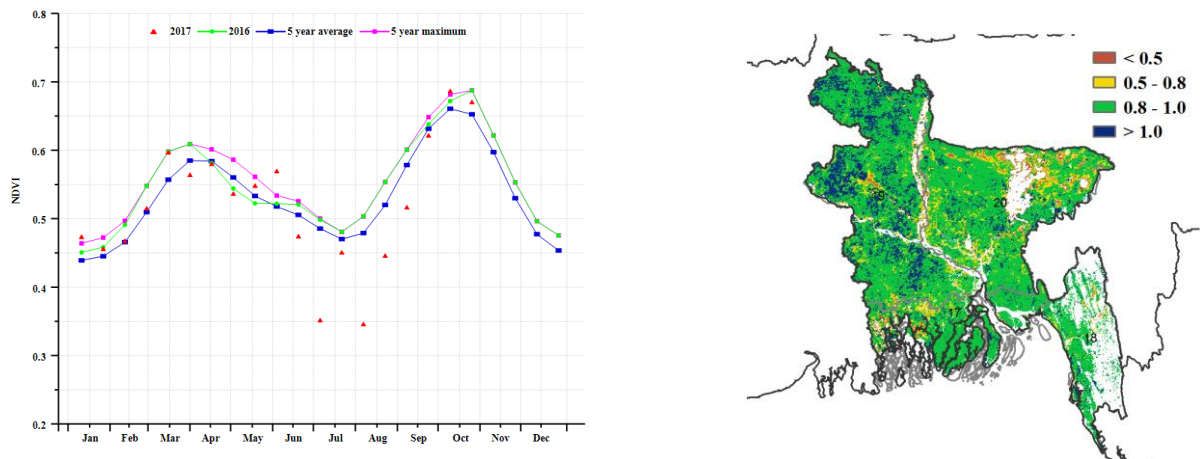 0.8
2017 2016 5 year average 5 year maximum
0.7
0.6
NDVI
0.5
0.4
0.3
0.2
Jan Feb Mar Apr May Jun Jul Aug Sep Oct Nov Dec
< 0.5
0.5 - 0.8
0.8 - 1.0
> 1.0
19
20
17
18